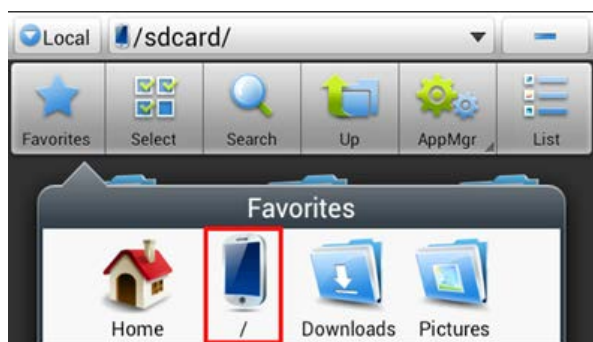 Local /sdcard/
Favorites Select Search Up AppMgr List
Favorites
Home / Downloads Pictures